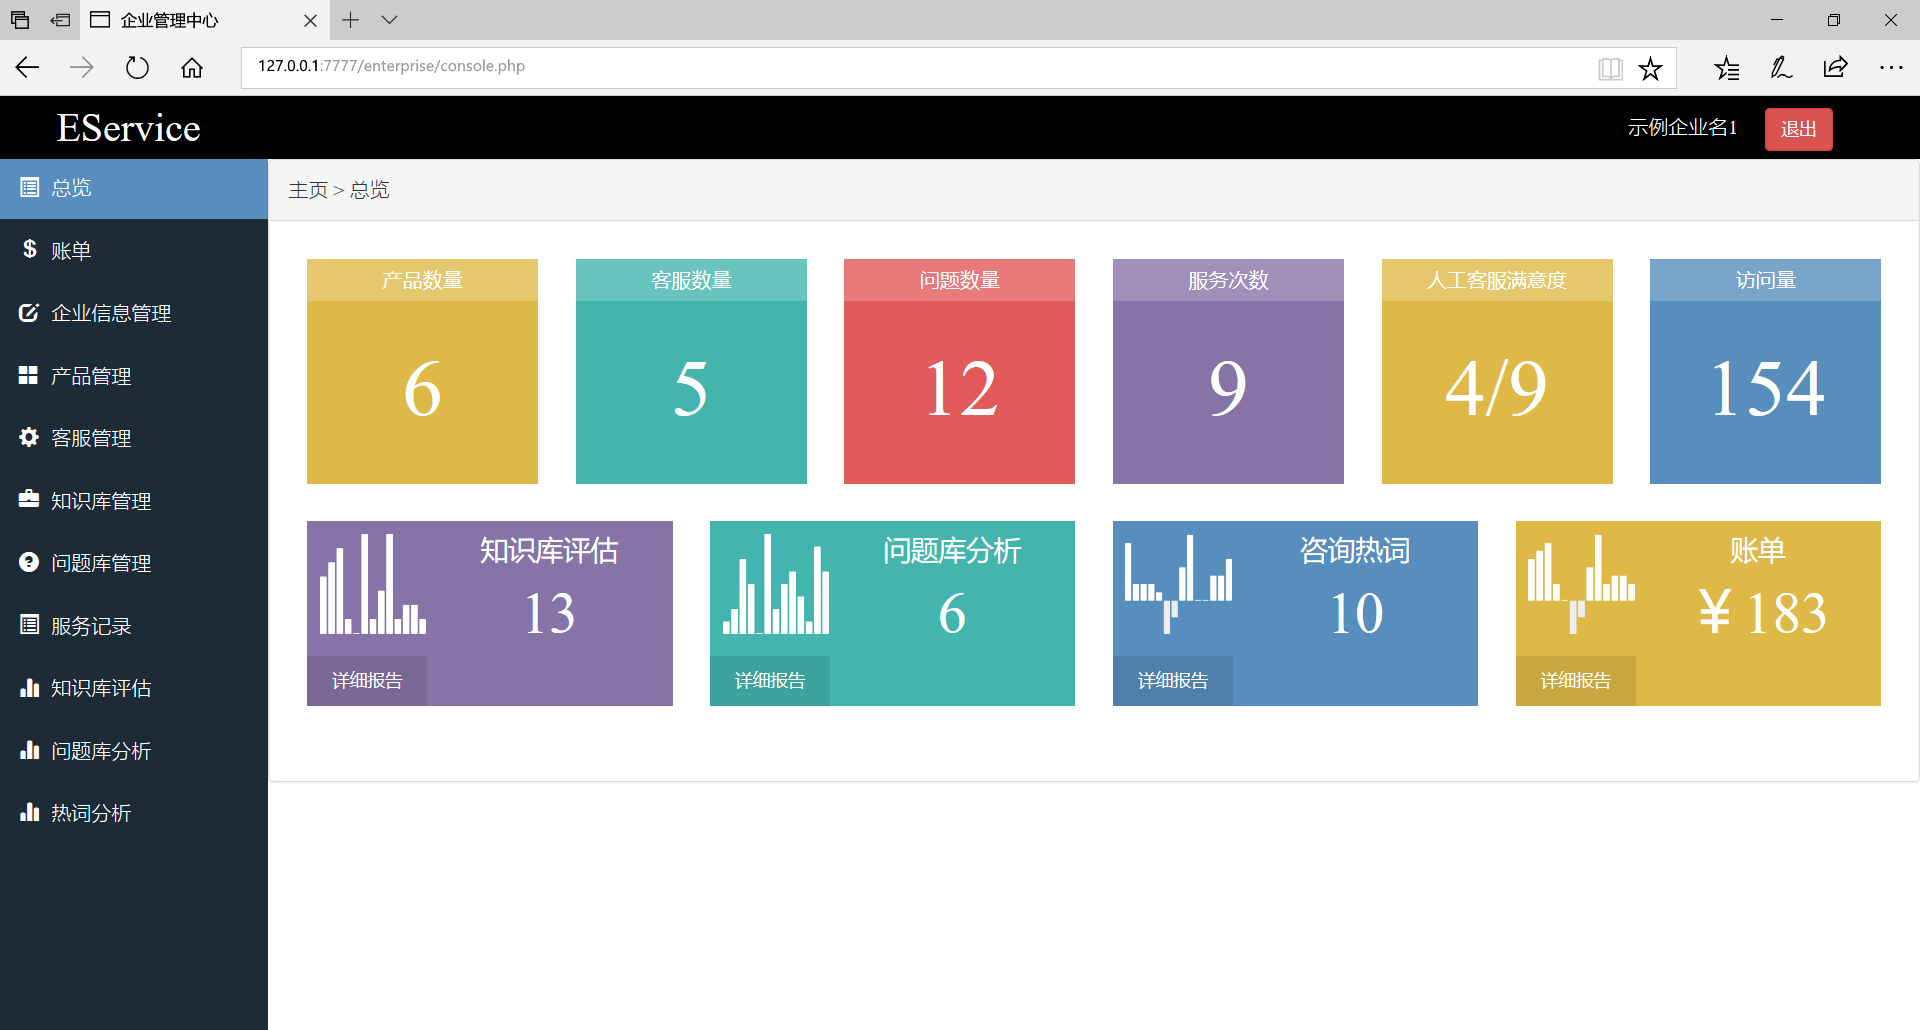 企业管理中心
127.0.0.1:7777/enterprise/console.php
EService
示例企业名1
退出
总览
账单
企业信息管理
产品管理
客服管理
知识库管理
问题库管理
服务记录
知识库评估
问题库分析
热词分析
主页 > 总览
产品数量
6
客服数量
5
问题数量
12
服务次数
9
人工客服满意度
4/9
访问量
154
知识库评估
13
详细报告
问题库分析
6
详细报告
咨询热词
10
详细报告
账单
¥ 183
详细报告